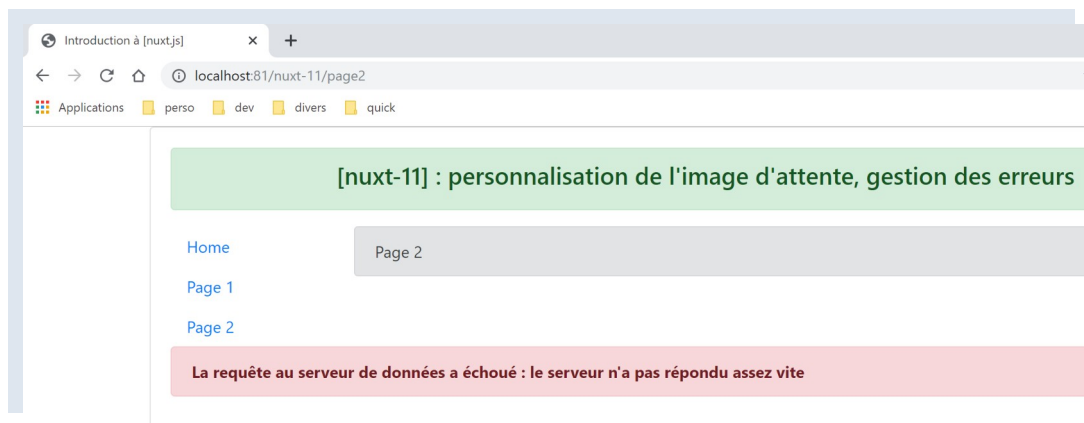 Introduction à [nuxt.js]
localhost:81/nuxt-11/page2
Applications perso dev divers quick
[nuxt-11] : personnalisation de l'image d'attente, gestion des erreurs
Home
Page 2
Page 1
Page 2
La requête au serveur de données a échoué : le serveur n'a pas répondu assez vite